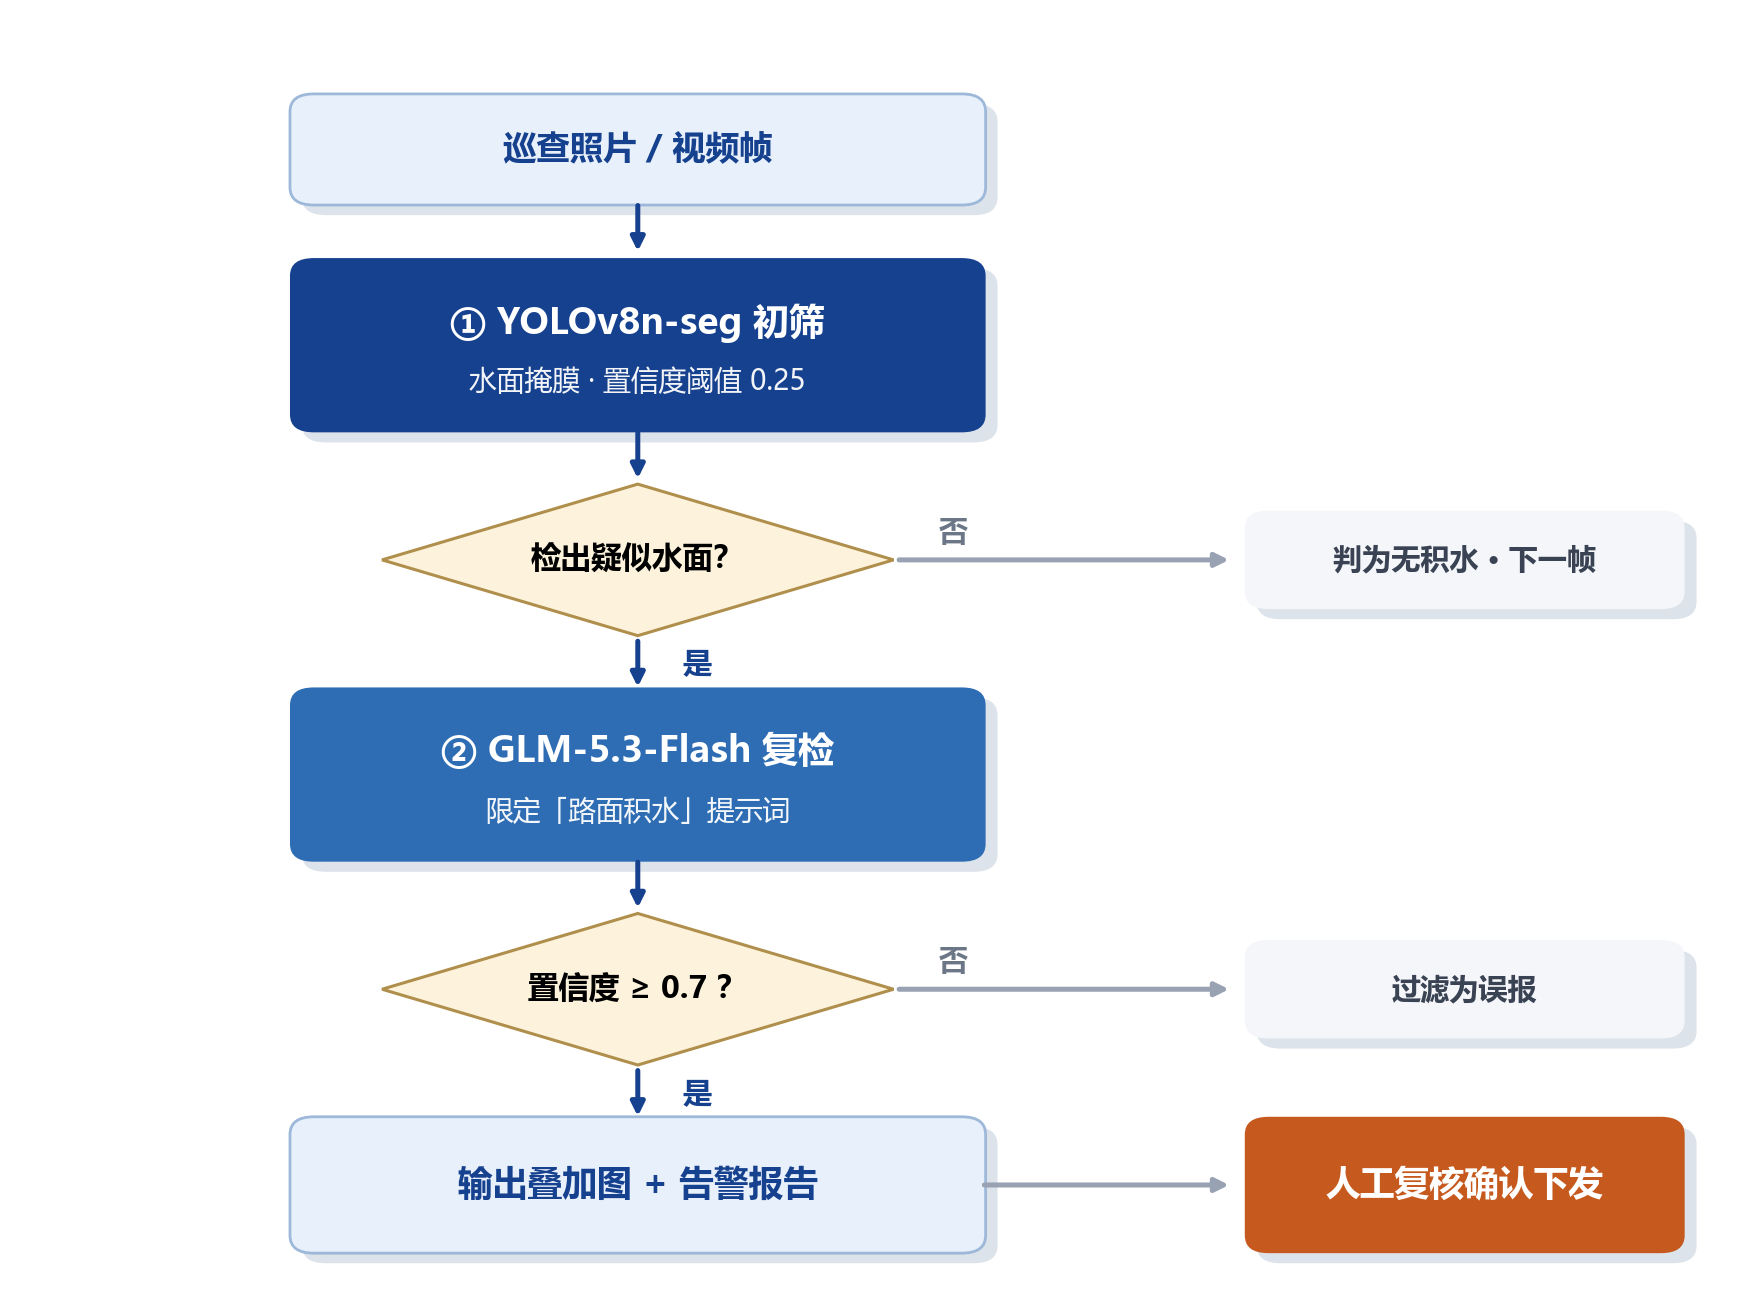 巡查照片 / 视频帧
① YOLOv8n-seg 初筛
水面掩膜 · 置信度阈值 0.25
检出疑似水面？
否
判为无积水 · 下一帧
是
② GLM-5.3-Flash 复检
限定「路面积水」提示词
置信度 ≥ 0.7 ？
否
过滤为误报
是
输出叠加图 + 告警报告
人工复核确认下发